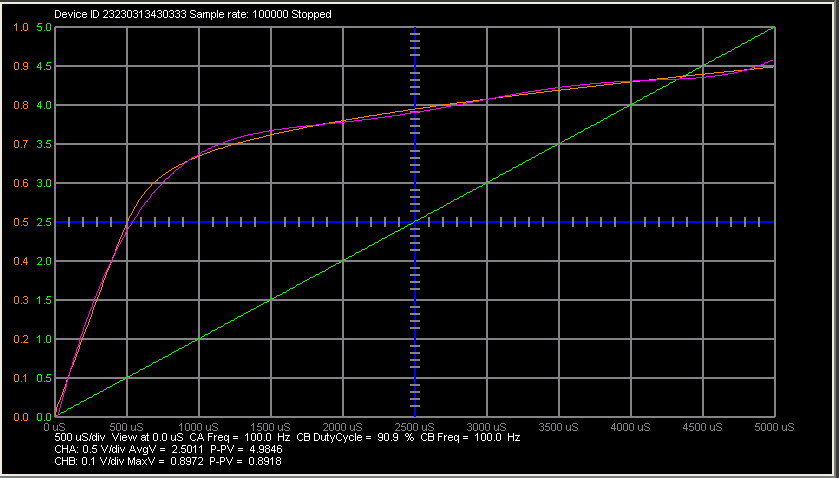 Device ID 23230313430333 Sample rate: 100000 Stopped
1.0 5.0
0.9 4.5
0.8 4.0
0.7 3.5
0.6 3.0
0.5 2.5
0.4 2.0
0.3 1.5
0.2 1.0
0.1 0.5
0.0 0.0
0 uS 500 uS 1000 uS 1500 uS 2000 uS 2500 uS 3000 uS 3500 uS 4000 uS 4500 uS 5000 uS
500 uS/div View at 0.0 uS CA Freq = 100.0 Hz CB DutyCycle = 90.9 % CB Freq = 100.0 Hz
CHA: 0.5 V/div AvgV = 2.5011 P-PV = 4.9846
CHB: 0.1 V/div MaxV = 0.8972 P-PV = 0.8918